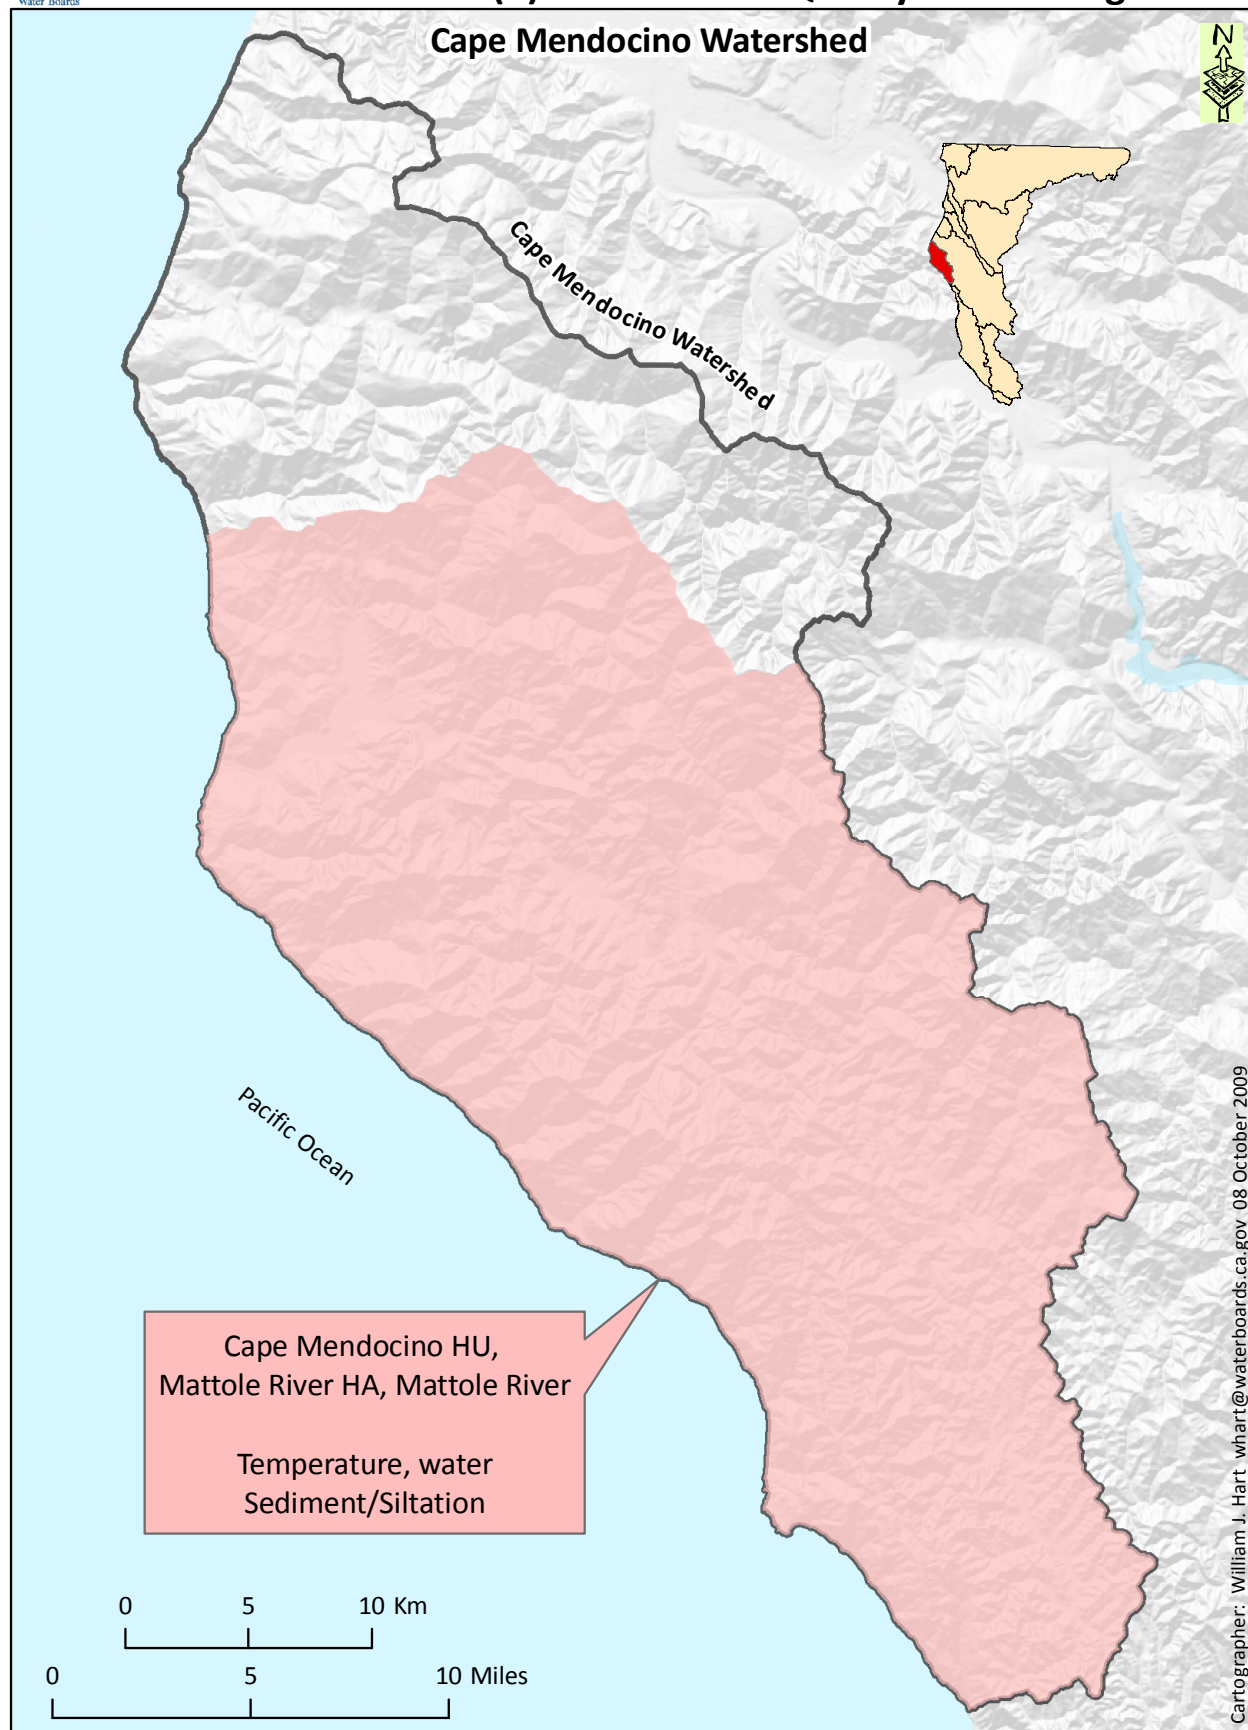 Water Boards
Cape Mendocino Watershed
N
Cape Mendocino Watershed
Pacific Ocean
Cape Mendocino HU,
Mattole River HA, Mattole River
Temperature, water
Sediment/Siltation
0 5 10 Km
0 5 10 Miles
Cartographer: William J. Hart whart@waterboards.ca.gov 08 October 2009